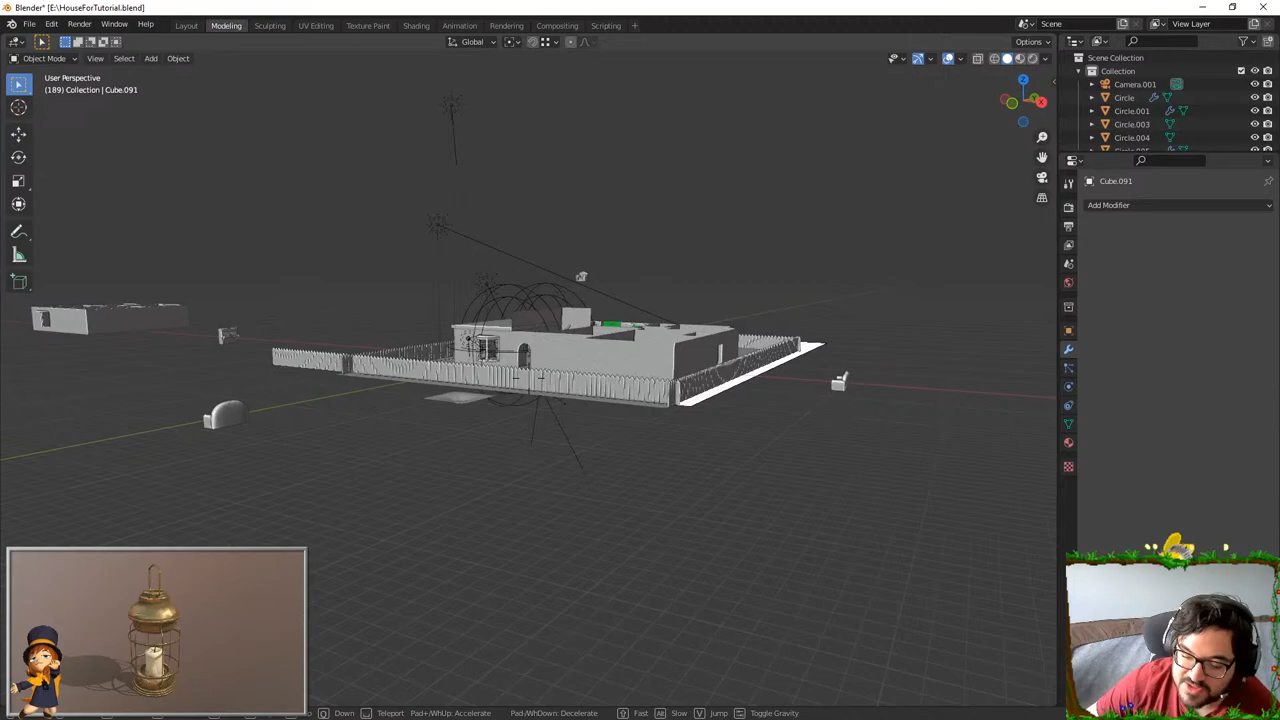 Blender* [E:\HouseForTutorial.blend]
File Edit Render Window Help Layout Modeling Sculpting UV Editing Texture Paint Shading Animation Rendering Compositing Scripting + Scene View Layer
Global Options
Object Mode View Select Add Object Scene Collection
User Perspective Collection
(189) Collection | Cube.091 Camera.001
Circle
Circle.001
Circle.003
Circle.004
Cube.091
Add Modifier
Down Teleport Pad+/WhUp: Accelerate Pad-/WhDown: Decelerate Fast Alt Slow V Jump Toggle Gravity